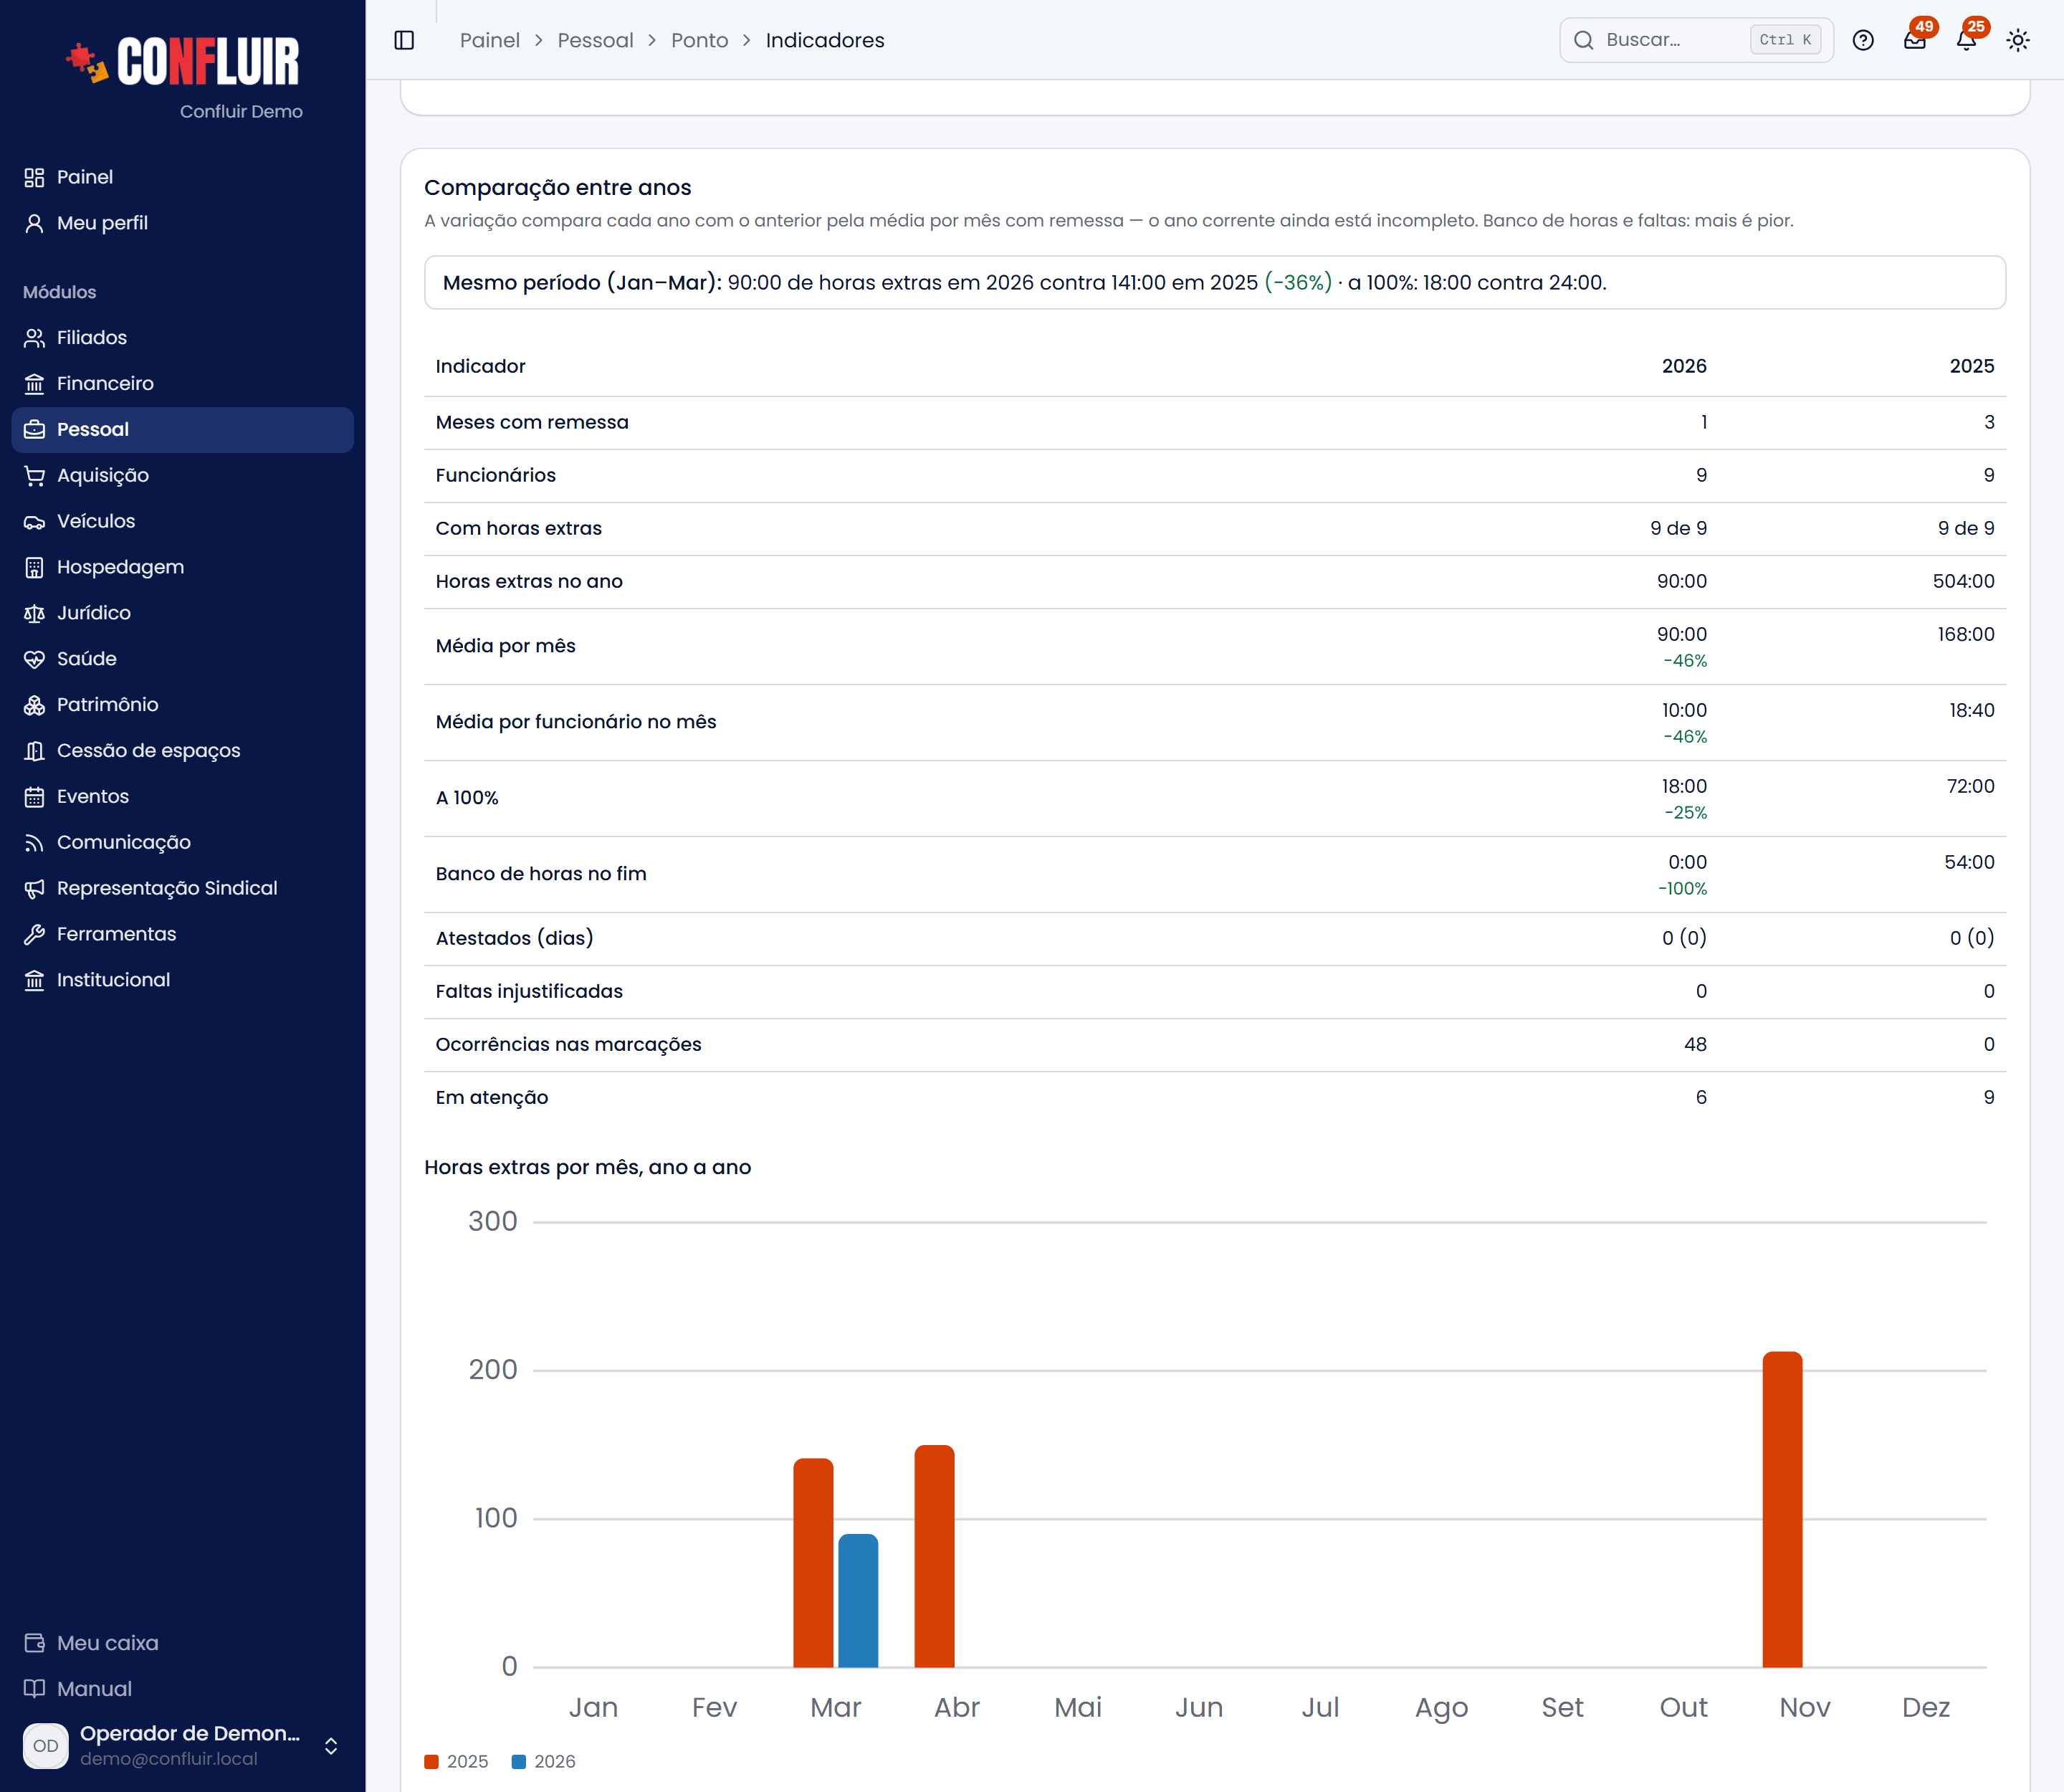 CONFLUIR
Confluir Demo
Painel
Meu perfil
Módulos
Filiados
Financeiro
Pessoal
Aquisição
Veículos
Hospedagem
Jurídico
Saúde
Patrimônio
Cessão de espaços
Eventos
Comunicação
Representação Sindical
Ferramentas
Institucional
Meu caixa
Manual
OD
Operador de Demon...
demo@confluir.local
Painel > Pessoal > Ponto > Indicadores
Buscar... Ctrl K
49
25
Comparação entre anos
A variação compara cada ano com o anterior pela média por mês com remessa — o ano corrente ainda está incompleto. Banco de horas e faltas: mais é pior.
Mesmo período (Jan–Mar): 90:00 de horas extras em 2026 contra 141:00 em 2025 (-36%) · a 100%: 18:00 contra 24:00.
Indicador 2026 2025
Meses com remessa 1 3
Funcionários 9 9
Com horas extras 9 de 9 9 de 9
Horas extras no ano 90:00 504:00
Média por mês 90:00 168:00
-46%
Média por funcionário no mês 10:00 18:40
-46%
A 100% 18:00 72:00
-25%
Banco de horas no fim 0:00 54:00
-100%
Atestados (dias) 0 (0) 0 (0)
Faltas injustificadas 0 0
Ocorrências nas marcações 48 0
Em atenção 6 9
Horas extras por mês, ano a ano
300
200
100
0
Jan Fev Mar Abr Mai Jun Jul Ago Set Out Nov Dez
2025 2026